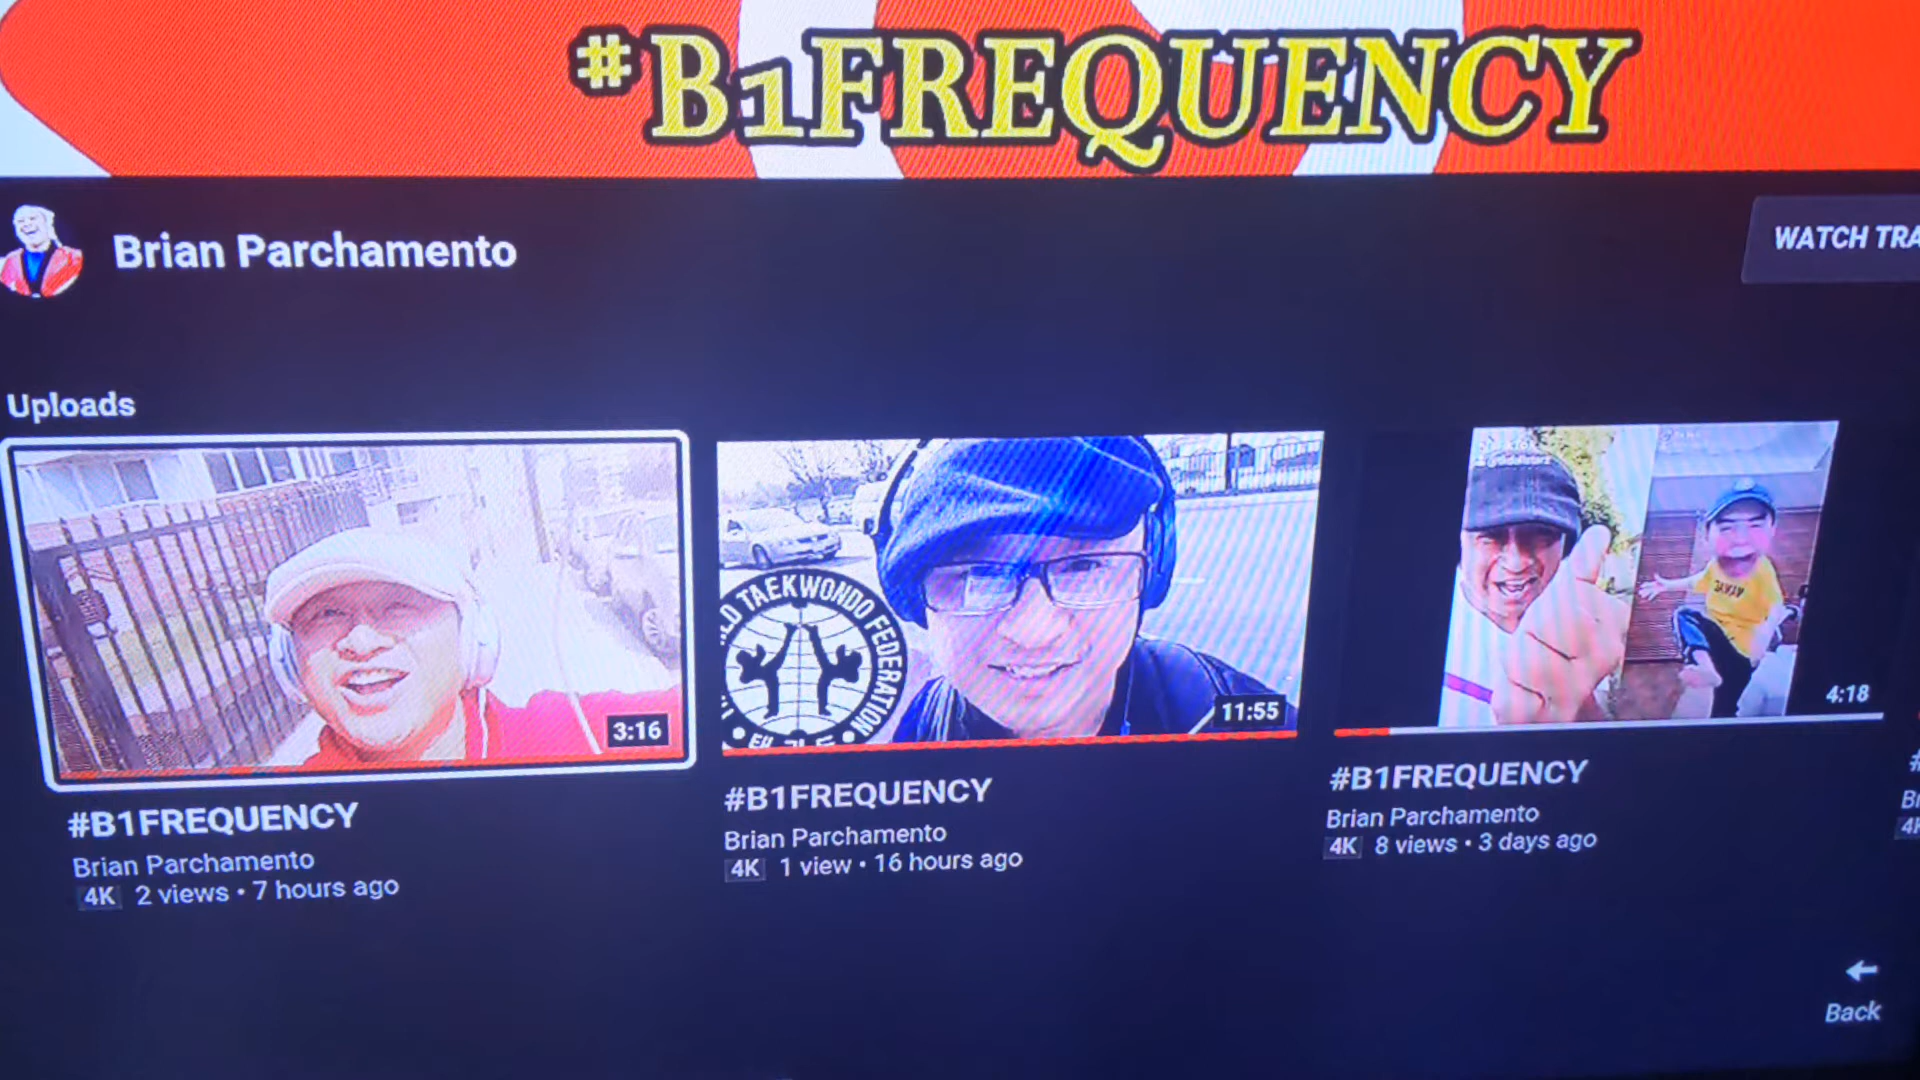 #B1FREQUENCY
Brian Parchamento
WATCH TRA
Uploads
TAEKWONDO FEDERATION
3:16
11:55
4:18
#B1FREQUENCY
Brian Parchamento
4K 2 views • 7 hours ago
#B1FREQUENCY
Brian Parchamento
4K 1 view • 16 hours ago
#B1FREQUENCY
Brian Parchamento
4K 8 views • 3 days ago
Back